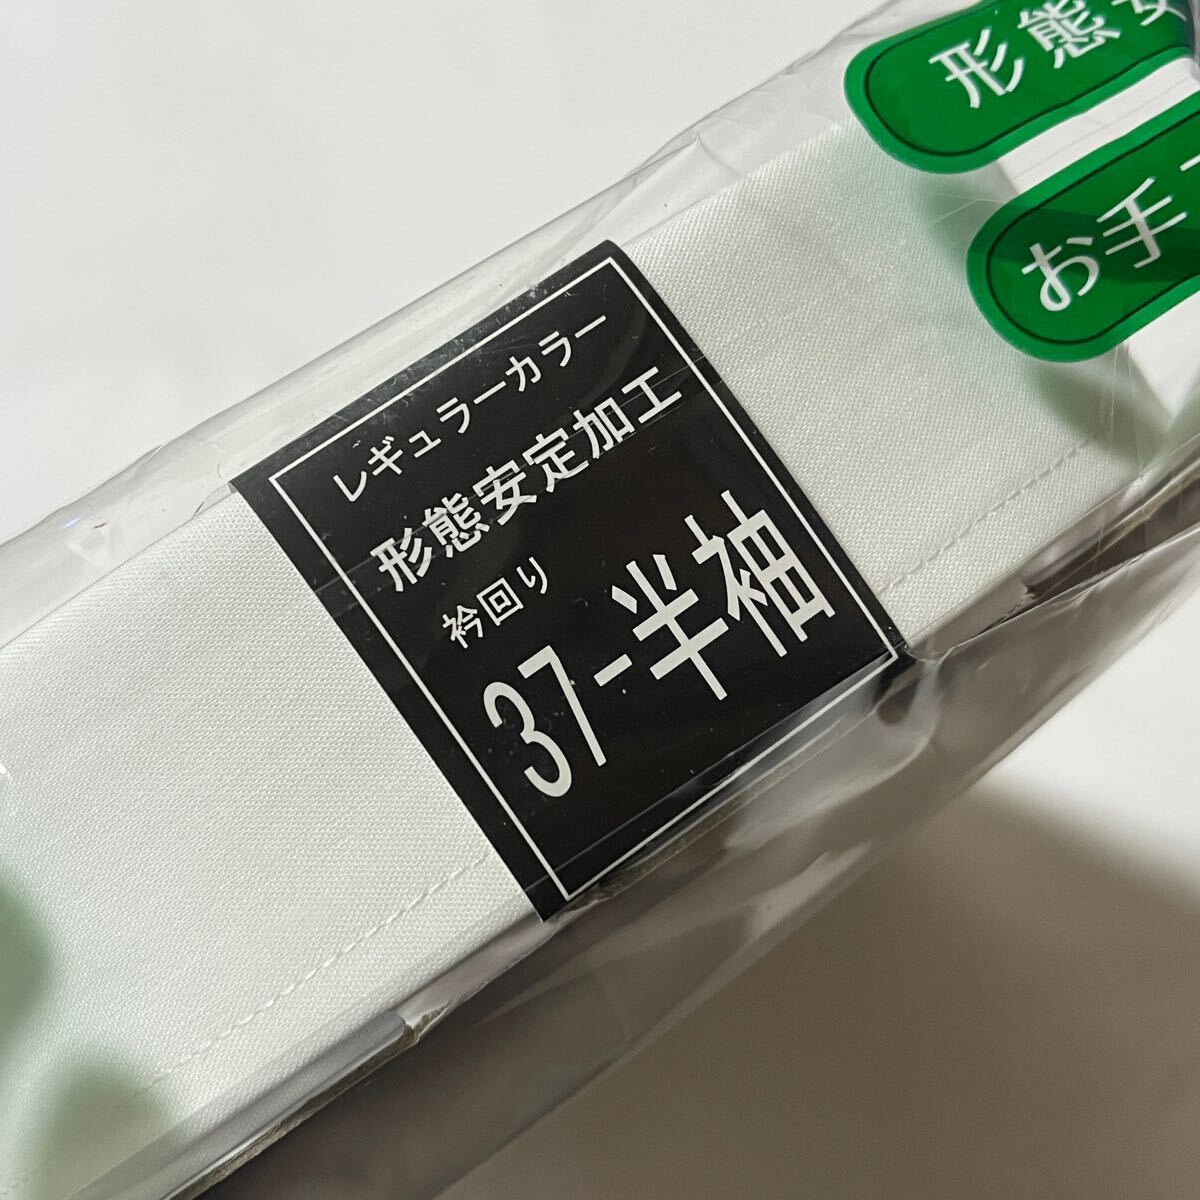 形態安
お手
レギュラーカラー
形態安定加工
衿回り
37-半袖